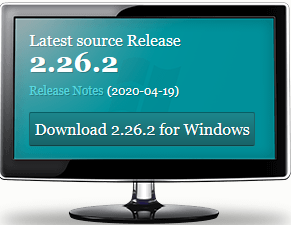 Latest source Release
2.26.2
Release Notes (2020-04-19)
Download 2.26.2 for Windows